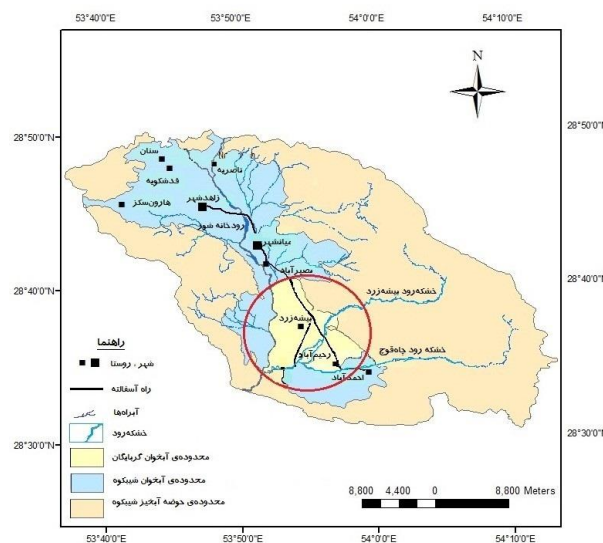 53°40'0"E
53°50'0"E
54°0'0"E
54°10'0"E
N
28°50'0"N
28°50'0"N
سنان
قدشکویه
ناصریه
هارون‌سکز
زاهدشهر
رودخانه شور
میانشهر
نصیرآباد
28°40'0"N
28°40'0"N
خشکه‌رود بیشه‌زرد
بیشه‌زرد
رحیم‌آباد
خشکه رود چاه‌قوچ
احمدآباد
راهنما
شهر ، روستا
راه آسفالته
آبراه‌ها
خشکه‌رود
محدوده‌ی آبخوان گربایگان
محدوده‌ی آبخوان شیبکوه
محدوده‌ی حوضه آبخیز شیبکوه
28°30'0"N
28°30'0"N
8,800 4,400 0 8,800 Meters
53°40'0"E
53°50'0"E
54°0'0"E
54°10'0"E